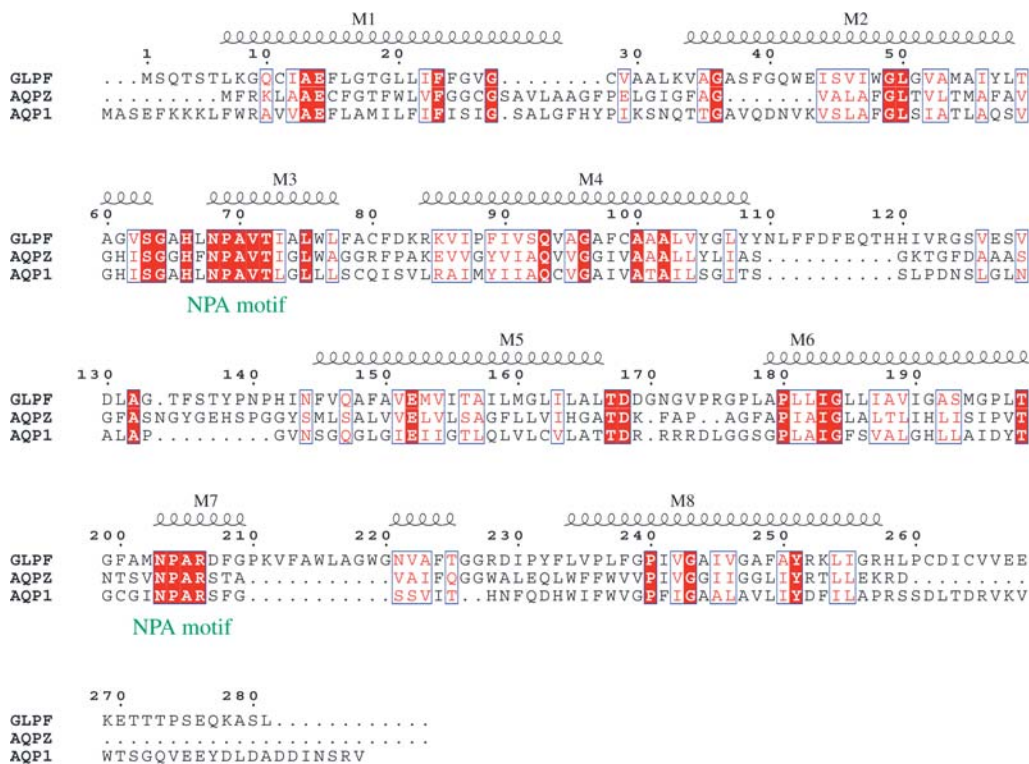 M1 M2
1 10 20 30 40 50
GLPF ...MSQTSTLKGQCIAEFLGTGLLIFFGVG........CVAALKVAGASFGQWEISVIWGLGVAMAIYLT
AQPZ .........MFRKLAAECFGTFWLVFGGCGSAVLAAGFPELGIGFAG.......VALAFGLTVLTMAFAV
AQP1 MASEFKKKLFWRAVVAEFLAMILFIFISIG.SALGFHYPIKSNQTTGAVQDNVKVSLAFGLSIATLAQSV
M3 M4
60 70 80 90 100 110 120
GLPF AGVSGAHLNPAVTIALWLFACFDKRKVIPFIVSQVAGAFCAAALVYGLYYNLFFDFEQTHHIVRGSVESV
AQPZ GHISGGHFNPAVTIGLWAGGRFPAKEVVGYVIAQVVGGIVAAALLYLIAS.........GKTGFDAAAS
AQP1 GHISGAHLNPAVTLGLLLSCQISVLRAIMYIIAQCVGAIVATAILSGITS..........SLPDNSLGLN
NPA motif
M5 M6
130 140 150 160 170 180 190
GLPF DLAG.TFSTYPNPHINFVQAFAVEMVITAILMGLILALTDDGNGVPRGPLAPLLIGLLIAVIGASMGPLT
AQPZ GFASNGYGEHSPGGYSMLSALVVELVLSAGFLLVIHGATDKFAP..AGFAPIAIGLALTLIHLISIPVT
AQP1 ALAP.......GVNSGQGLGIEIIGTLQLVLCVLATTDR.RRRDLGGSGPLAIGFSVALGHLLAIDYT
M7 M8
200 210 220 230 240 250 260
GLPF GFAMNPARDFGPKVFAWLAGWGNVAFTGGRDIPYFLVPLFGPIVGAIVGAFAYRKLIGRHLPCDICVVEE
AQPZ NTSVNPARSTA..........VAIFQGGWALEQLWFFWVVPIVGGIIGGLIYRTLLEKRD.........
AQP1 GCGINPARSFG..........SSVIT..HNFQDHWIFWVGPFIGAALAVLIYDFILAPRSSDLTDRVKV
NPA motif
270 280
GLPF KETTTPSEQKASL............
AQPZ .........................
AQP1 WTSGQVEEYDLDADDINSRV